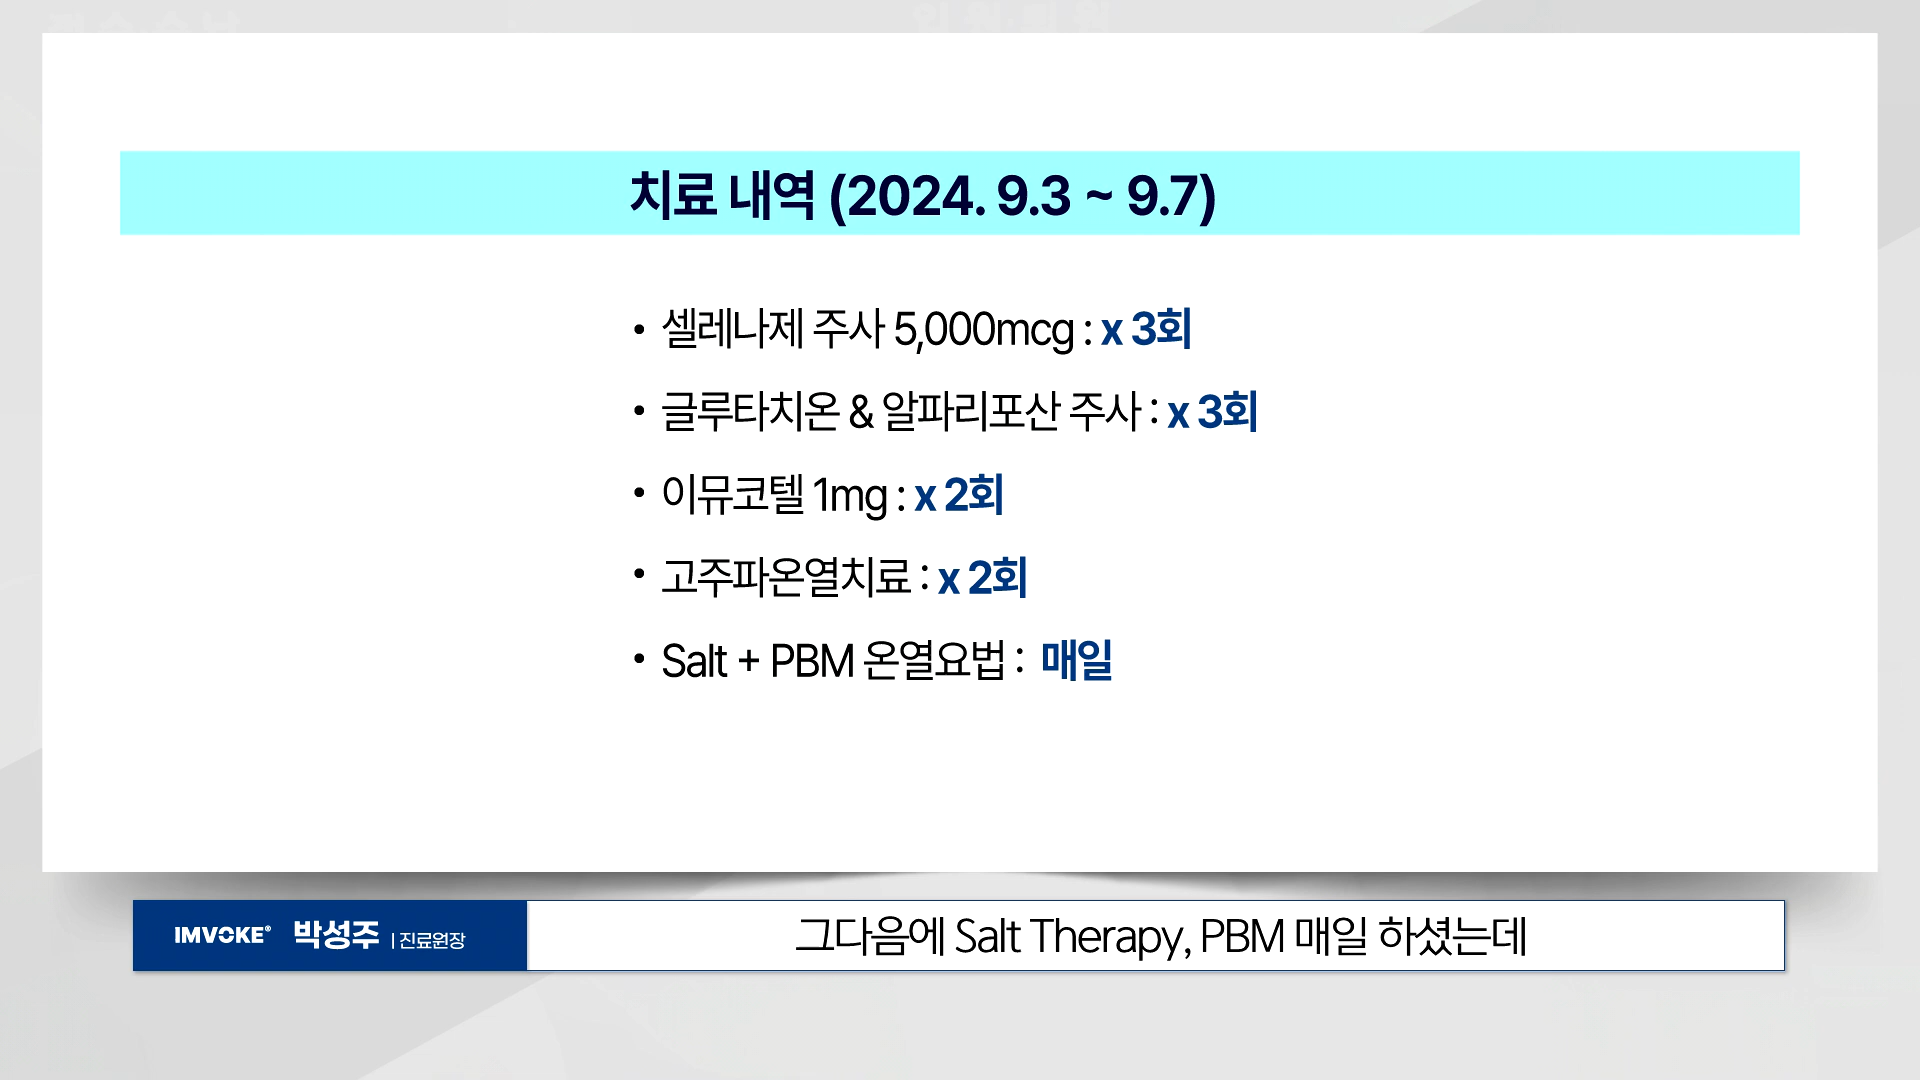 치료 내역 (2024. 9.3 ~ 9.7)
• 셀레나제 주사 5,000mcg : x 3회
• 글루타치온 & 알파리포산 주사 : x 3회
• 이뮤코텔 1mg : x 2회
• 고주파온열치료 : x 2회
• Salt + PBM 온열요법 : 매일
IMVOKE® 박성주 | 진료원장
그다음에 Salt Therapy, PBM 매일 하셨는데